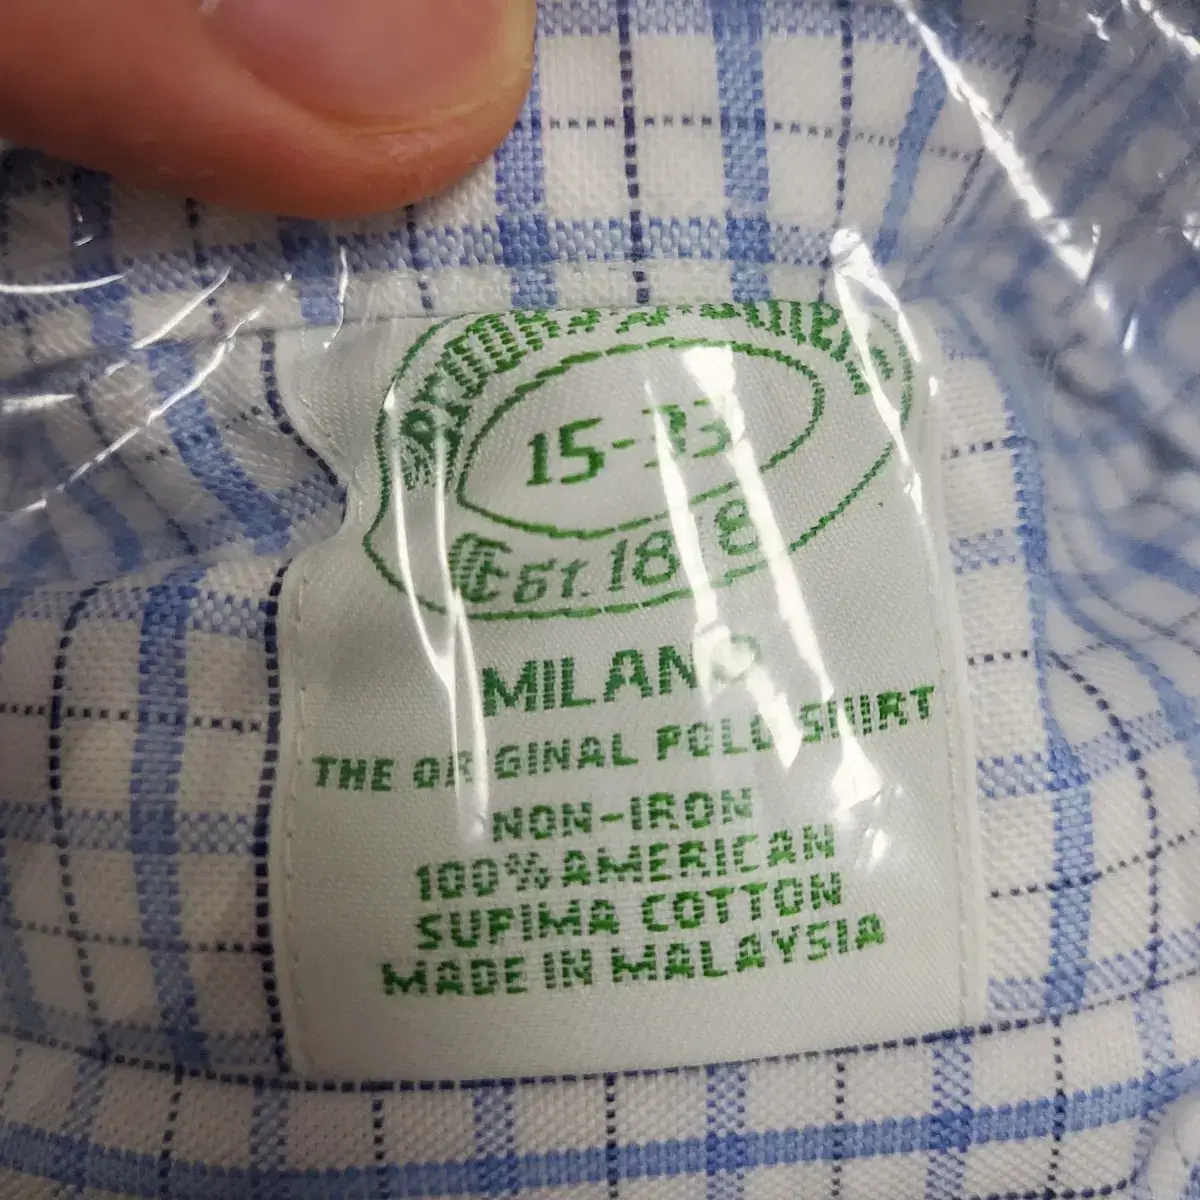 15-33
Est. 1818
MILANO
THE ORIGINAL POLO SHIRT
NON-IRON
100% AMERICAN
SUPIMA COTTON
MADE IN MALAYSIA